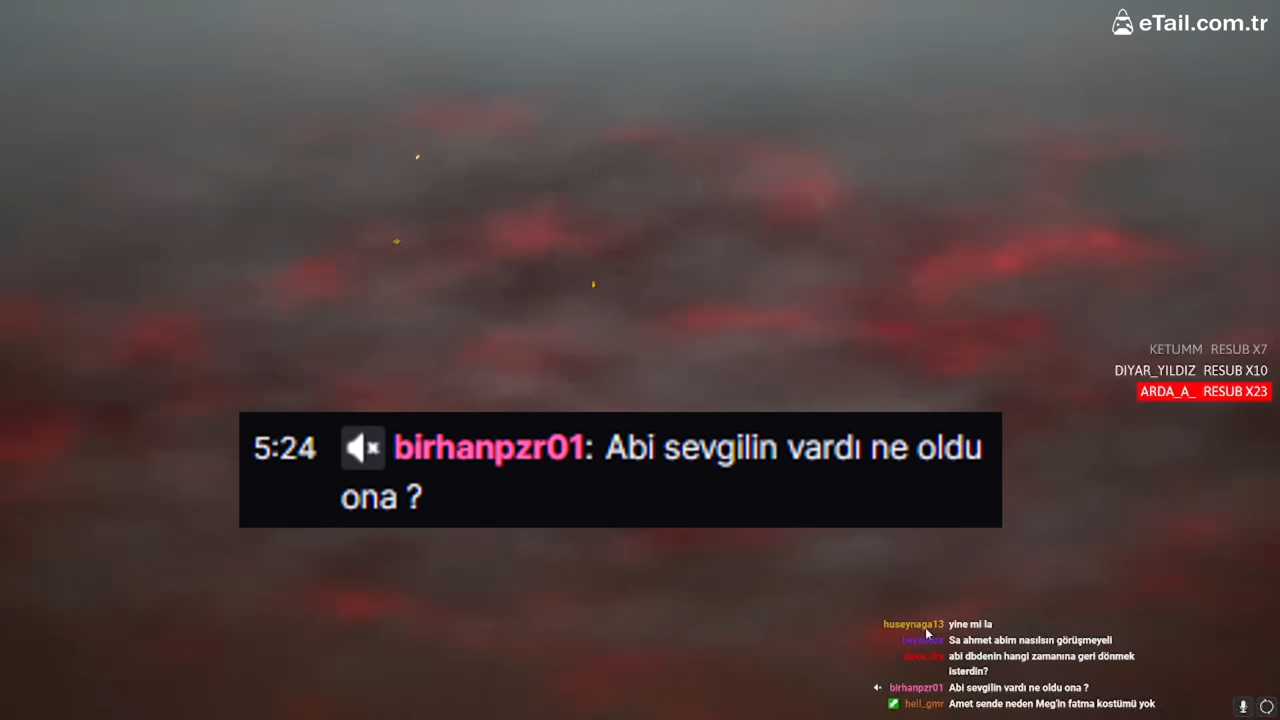 eTail.com.tr
KETUMM RESUB X7
DIYAR_YILDIZ RESUB X10
ARDA_A_ RESUB X23
5:24 birhanpzr01: Abi sevgilin vardı ne oldu
ona ?
huseynaga13 yine mi la
Sa ahmet abim nasılsın görüşmeyeli
abi dbdenin hangi zamanına geri dönmek
isterdin?
birhanpzr01 Abi sevgilin vardı ne oldu ona ?
hell_gmr Amet sende neden Meg'in fatma kostümü yok